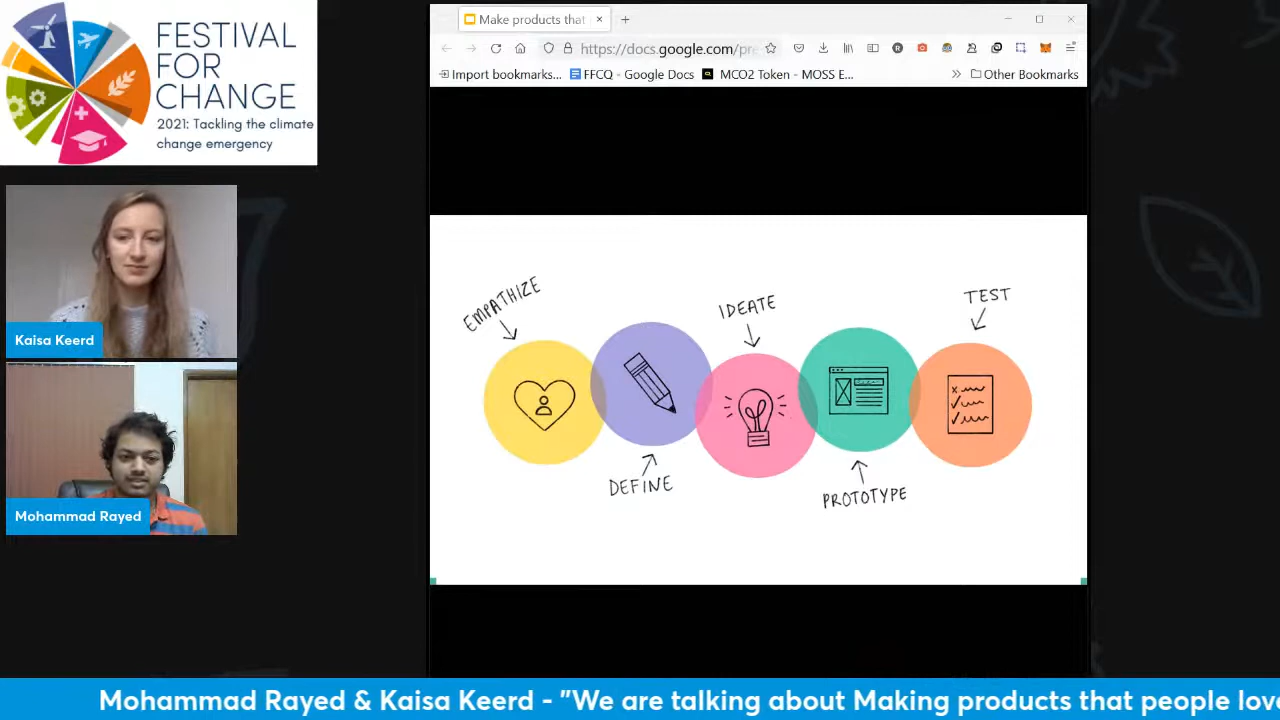 FESTIVAL
FOR
CHANGE
2021: Tackling the climate
change emergency
Kaisa Keerd
Mohammad Rayed
Make products that
https://docs.google.com/pre
Import bookmarks...
FFCQ - Google Docs
MCO2 Token - MOSS E...
Other Bookmarks
EMPATHIZE
DEFINE
IDEATE
PROTOTYPE
TEST
Mohammad Rayed & Kaisa Keerd - "We are talking about Making products that people love